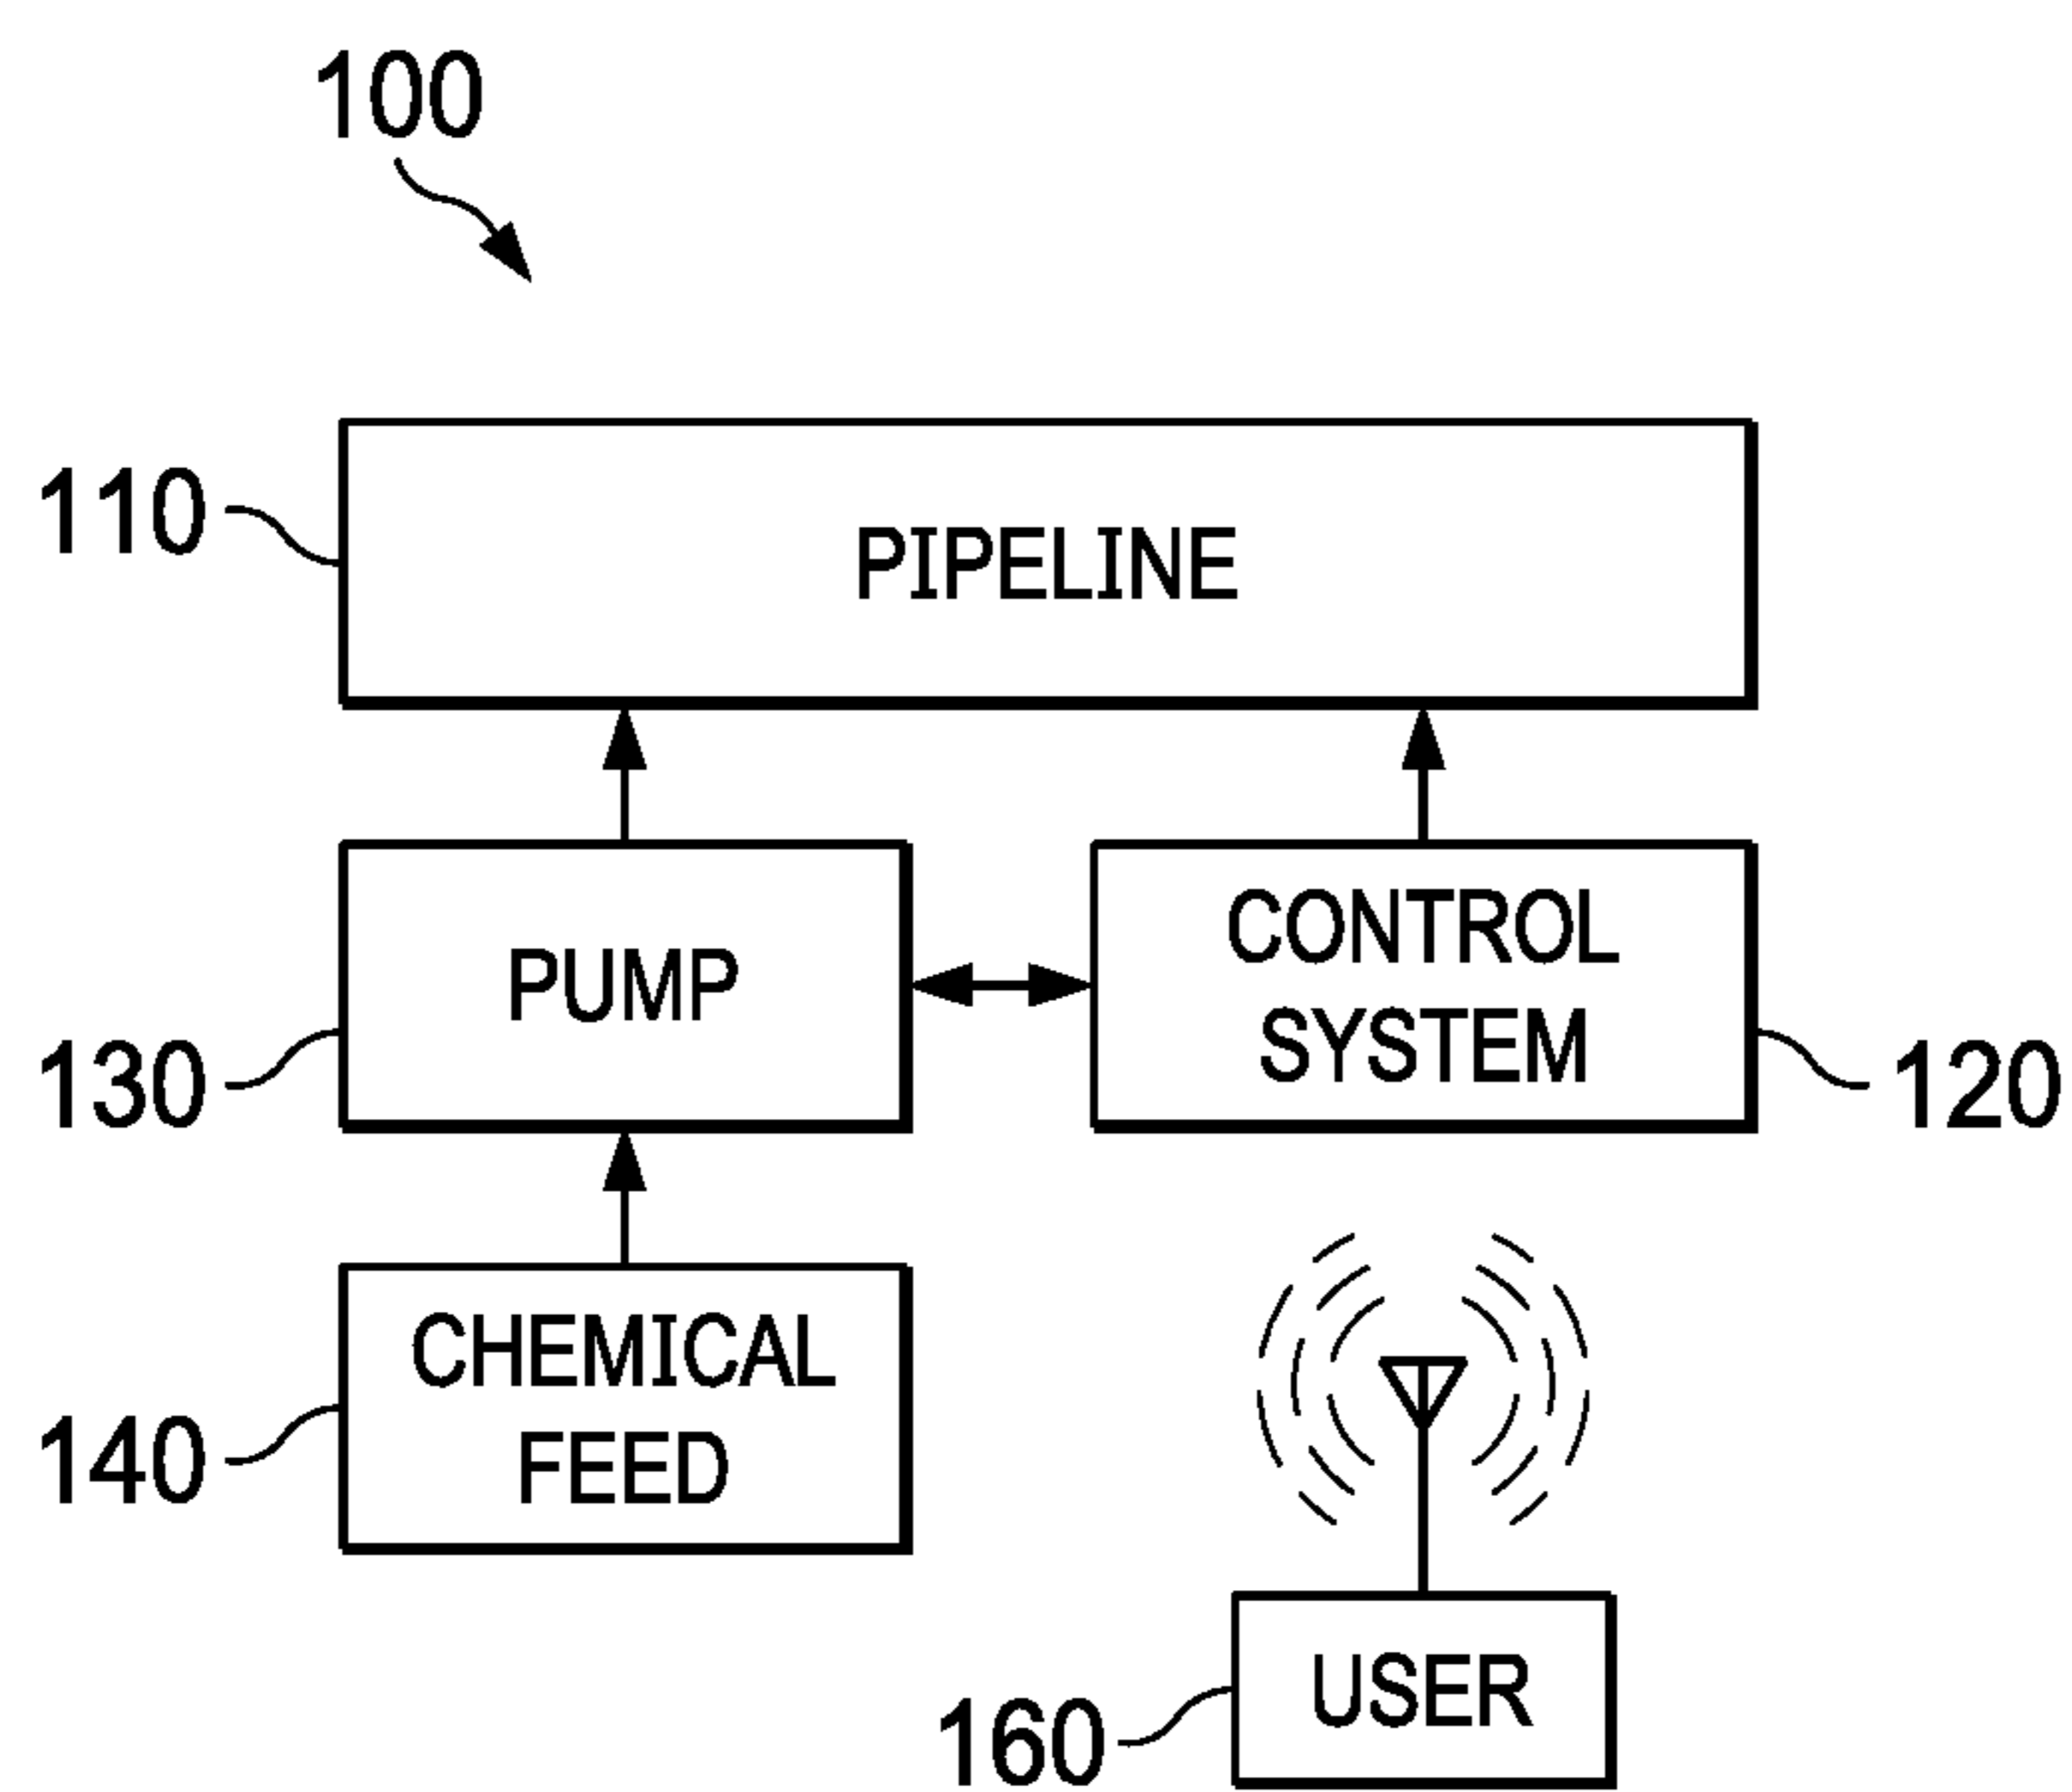 100
110
PIPELINE
PUMP
CONTROL
SYSTEM
130
120
CHEMICAL
FEED
140
USER
160